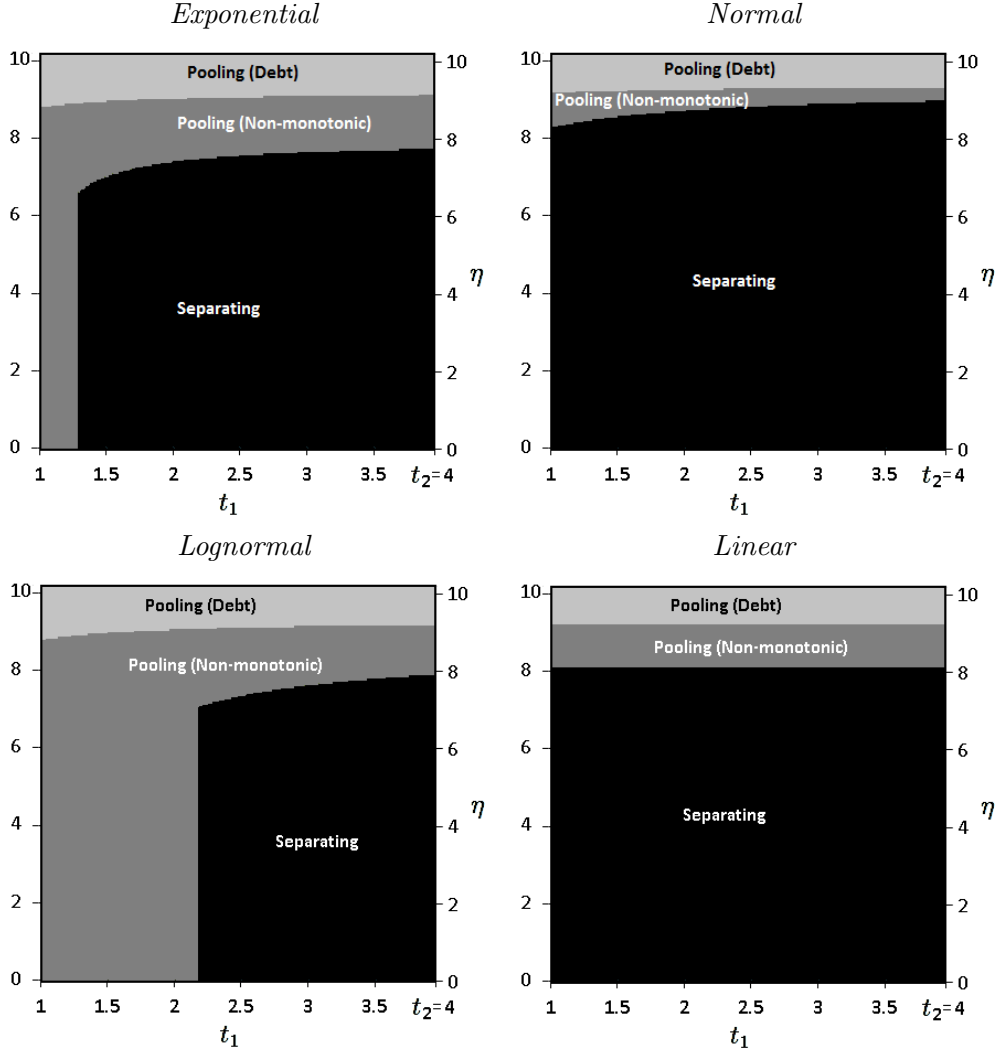 Exponential
10
Pooling (Debt)
10
Pooling (Non-monotonic)
8
8
6
6
η
4
Separating
4
2
2
0
0
1 1.5 2 2.5 3 3.5 t₂=4
t₁
Normal
10
Pooling (Debt)
10
Pooling (Non-monotonic)
8
8
6
6
η
4
Separating
4
2
2
0
0
1 1.5 2 2.5 3 3.5 t₂=4
t₁
Lognormal
10
Pooling (Debt)
10
Pooling (Non-monotonic)
8
8
6
6
η
4
Separating
4
2
2
0
0
1 1.5 2 2.5 3 3.5 t₂=4
t₁
Linear
10
Pooling (Debt)
10
Pooling (Non-monotonic)
8
8
6
6
η
4
Separating
4
2
2
0
0
1 1.5 2 2.5 3 3.5 t₂=4
t₁